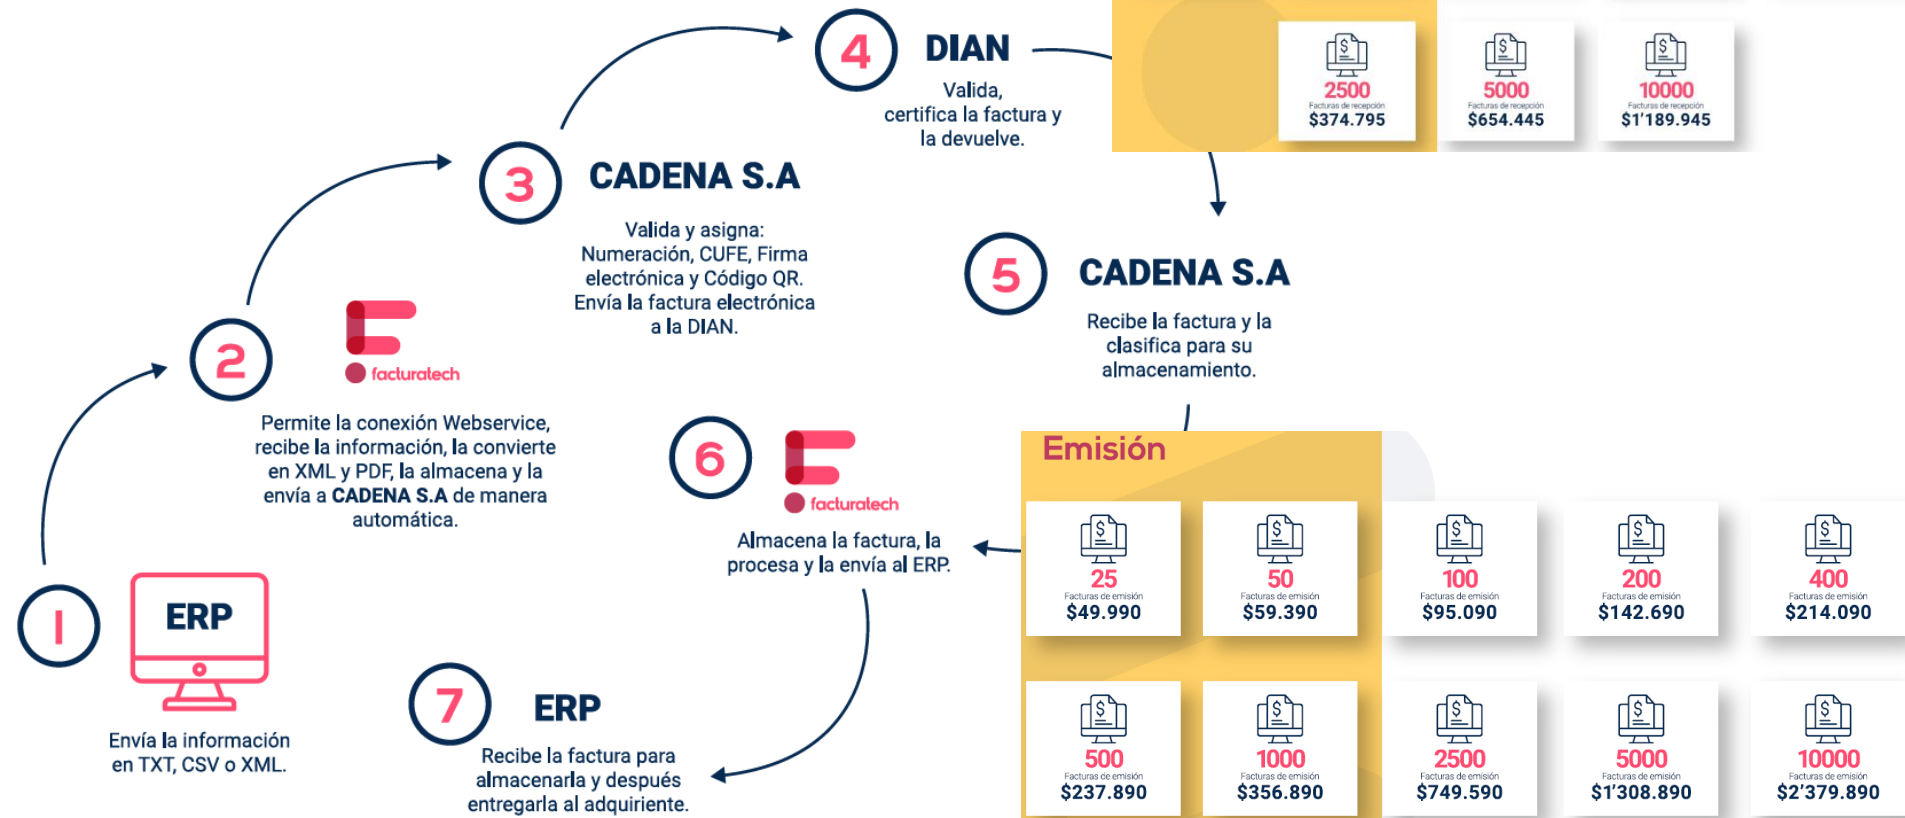 1
ERP
Envía la información
en TXT, CSV o XML.
2
facturatech
Permite la conexión Webservice,
recibe la información, la convierte
en XML y PDF, la almacena y la
envía a CADENA S.A de manera
automática.
3
CADENA S.A
Valida y asigna:
Numeración, CUFE, Firma
electrónica y Código QR.
Envía la factura electrónica
a la DIAN.
4
DIAN
Valida,
certifica la factura y
la devuelve.
5
CADENA S.A
Recibe la factura y la
clasifica para su
almacenamiento.
6
facturatech
Almacena la factura, la
procesa y la envía al ERP.
7
ERP
Recibe la factura para
almacenarla y después
entregarla al adquiriente.
2500
Facturas de recepción
$374.795
5000
Facturas de recepción
$654.445
10000
Facturas de recepción
$1'189.945
Emisión
25
Facturas de emisión
$49.990
50
Facturas de emisión
$59.390
100
Facturas de emisión
$95.090
200
Facturas de emisión
$142.690
400
Facturas de emisión
$214.090
500
Facturas de emisión
$237.890
1000
Facturas de emisión
$356.890
2500
Facturas de emisión
$749.590
5000
Facturas de emisión
$1'308.890
10000
Facturas de emisión
$2'379.890